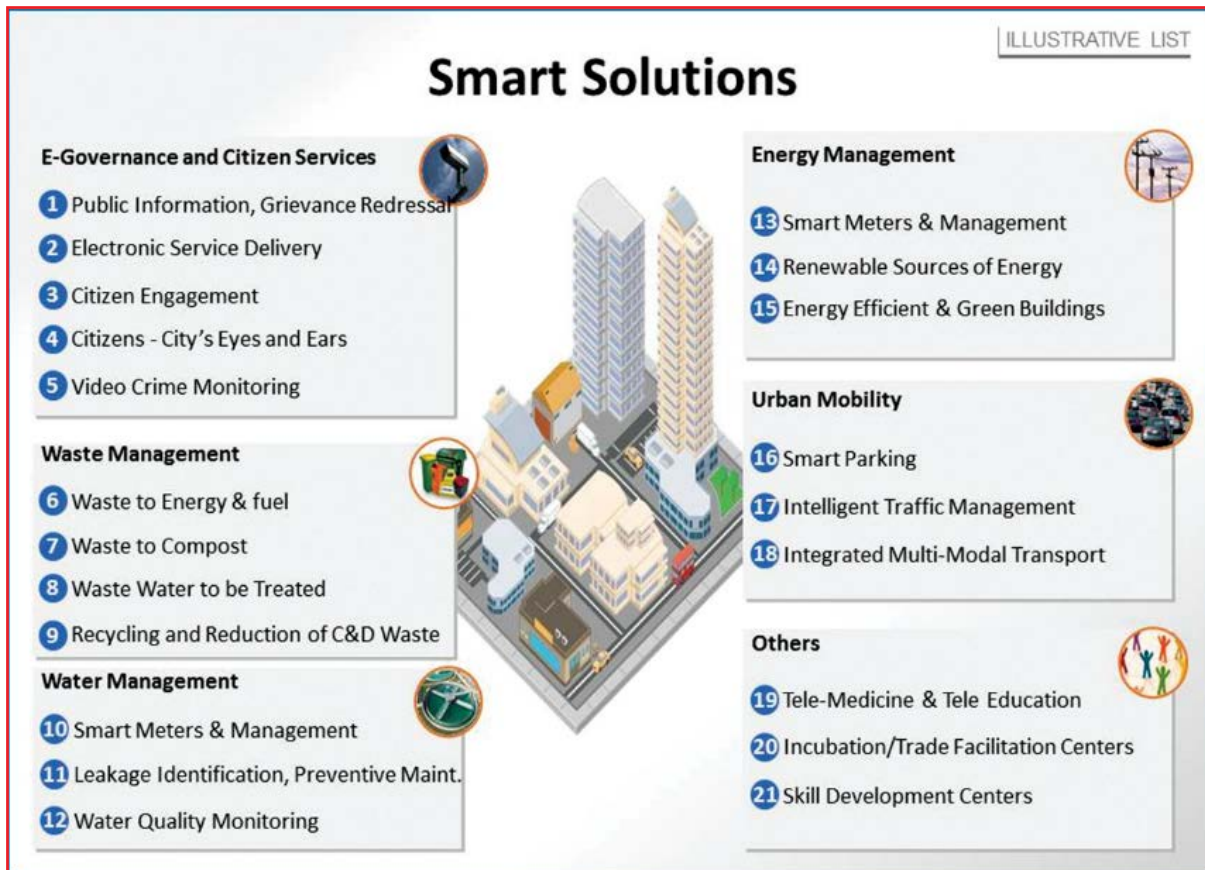 ILLUSTRATIVE LIST
Smart Solutions
E-Governance and Citizen Services
1 Public Information, Grievance Redressal
2 Electronic Service Delivery
3 Citizen Engagement
4 Citizens - City's Eyes and Ears
5 Video Crime Monitoring
Waste Management
6 Waste to Energy & fuel
7 Waste to Compost
8 Waste Water to be Treated
9 Recycling and Reduction of C&D Waste
Water Management
10 Smart Meters & Management
11 Leakage Identification, Preventive Maint.
12 Water Quality Monitoring
Energy Management
13 Smart Meters & Management
14 Renewable Sources of Energy
15 Energy Efficient & Green Buildings
Urban Mobility
16 Smart Parking
17 Intelligent Traffic Management
18 Integrated Multi-Modal Transport
Others
19 Tele-Medicine & Tele Education
20 Incubation/Trade Facilitation Centers
21 Skill Development Centers